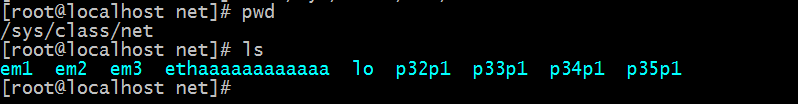 [root@localhost net]# pwd
/sys/class/net
[root@localhost net]# ls
em1  em2  em3  ethaaaaaaaaaaaa  lo  p32p1  p33p1  p34p1  p35p1
[root@localhost net]#